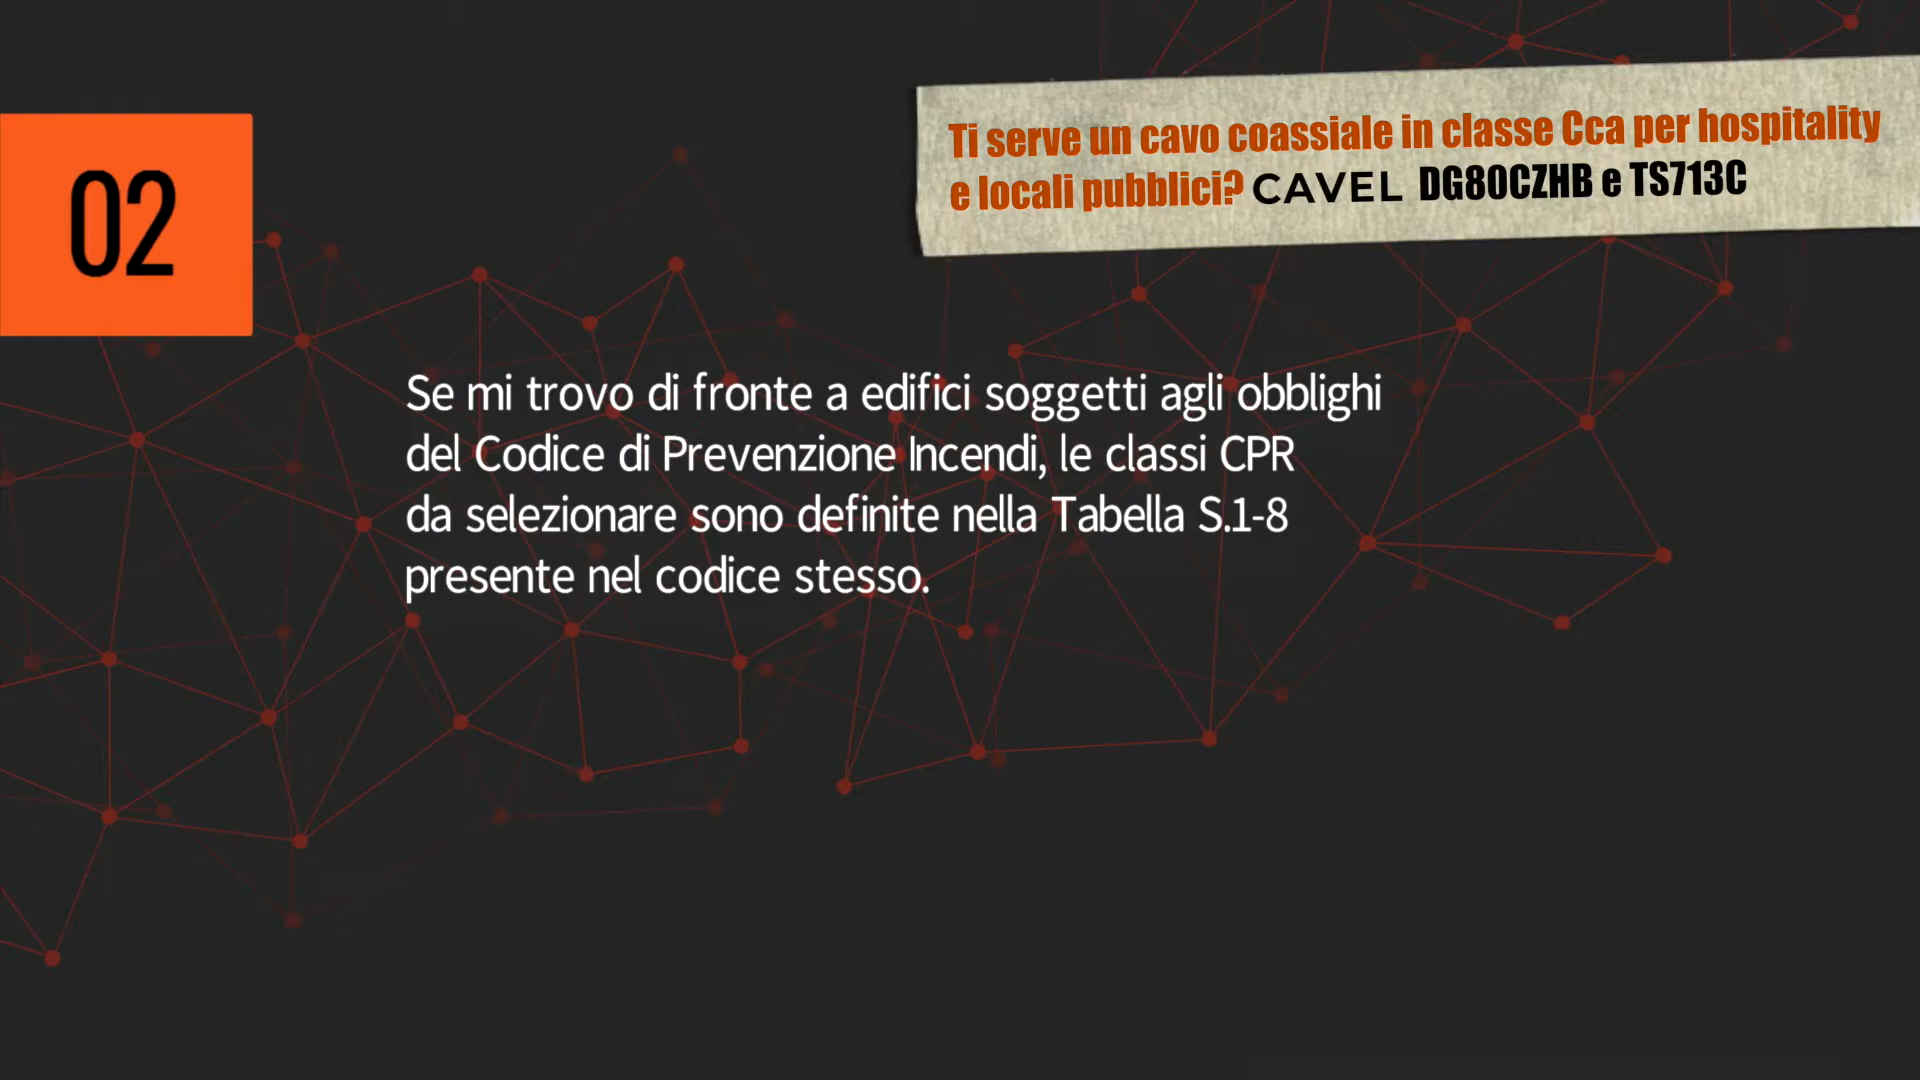 02
Ti serve un cavo coassiale in classe Cca per hospitality
e locali pubblici? CAVEL DG80CZHB e TS713C
Se mi trovo di fronte a edifici soggetti agli obblighi
del Codice di Prevenzione Incendi, le classi CPR
da selezionare sono definite nella Tabella S.1-8
presente nel codice stesso.